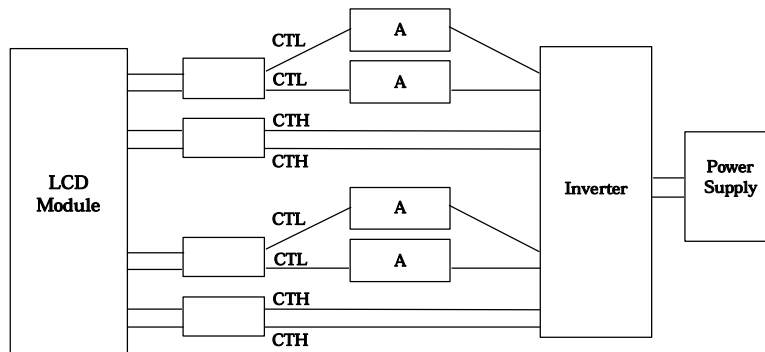 CTL
A
CTL
A
CTH
CTH
LCD
Module
Inverter
Power
Supply
CTL
A
CTL
A
CTH
CTH